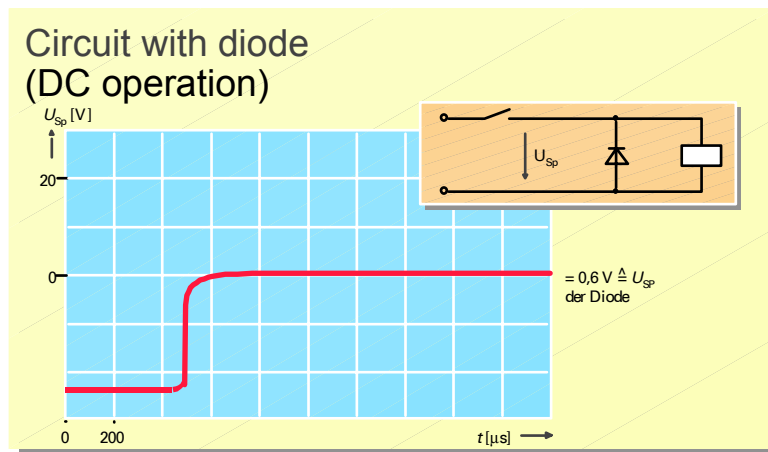 Circuit with diode
(DC operation)
U_Sp [V]
U_Sp
20
0
= 0,6 V ≙ U_SP
der Diode
0 200 t [µs]